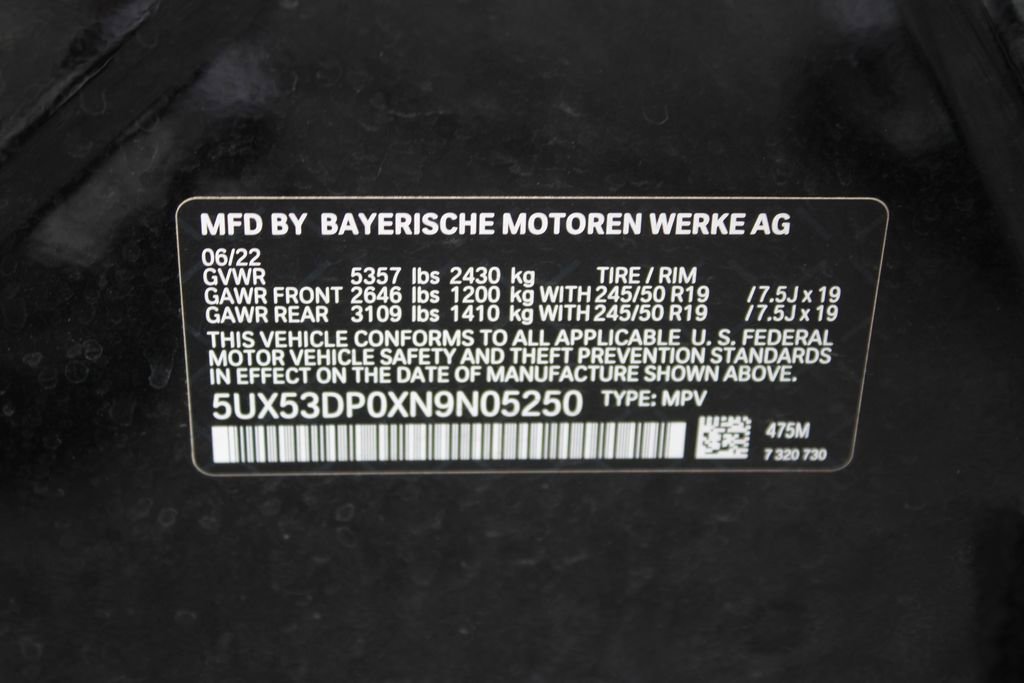 MFD BY BAYERISCHE MOTOREN WERKE AG
06/22
GVWR 5357 lbs 2430 kg TIRE / RIM
GAWR FRONT 2646 lbs 1200 kg WITH 245/50 R19 /7.5J x 19
GAWR REAR 3109 lbs 1410 kg WITH 245/50 R19 /7.5J x 19
THIS VEHICLE CONFORMS TO ALL APPLICABLE U. S. FEDERAL
MOTOR VEHICLE SAFETY AND THEFT PREVENTION STANDARDS
IN EFFECT ON THE DATE OF MANUFACTURE SHOWN ABOVE.
5UX53DP0XN9N05250 TYPE: MPV
475M
7 320 730